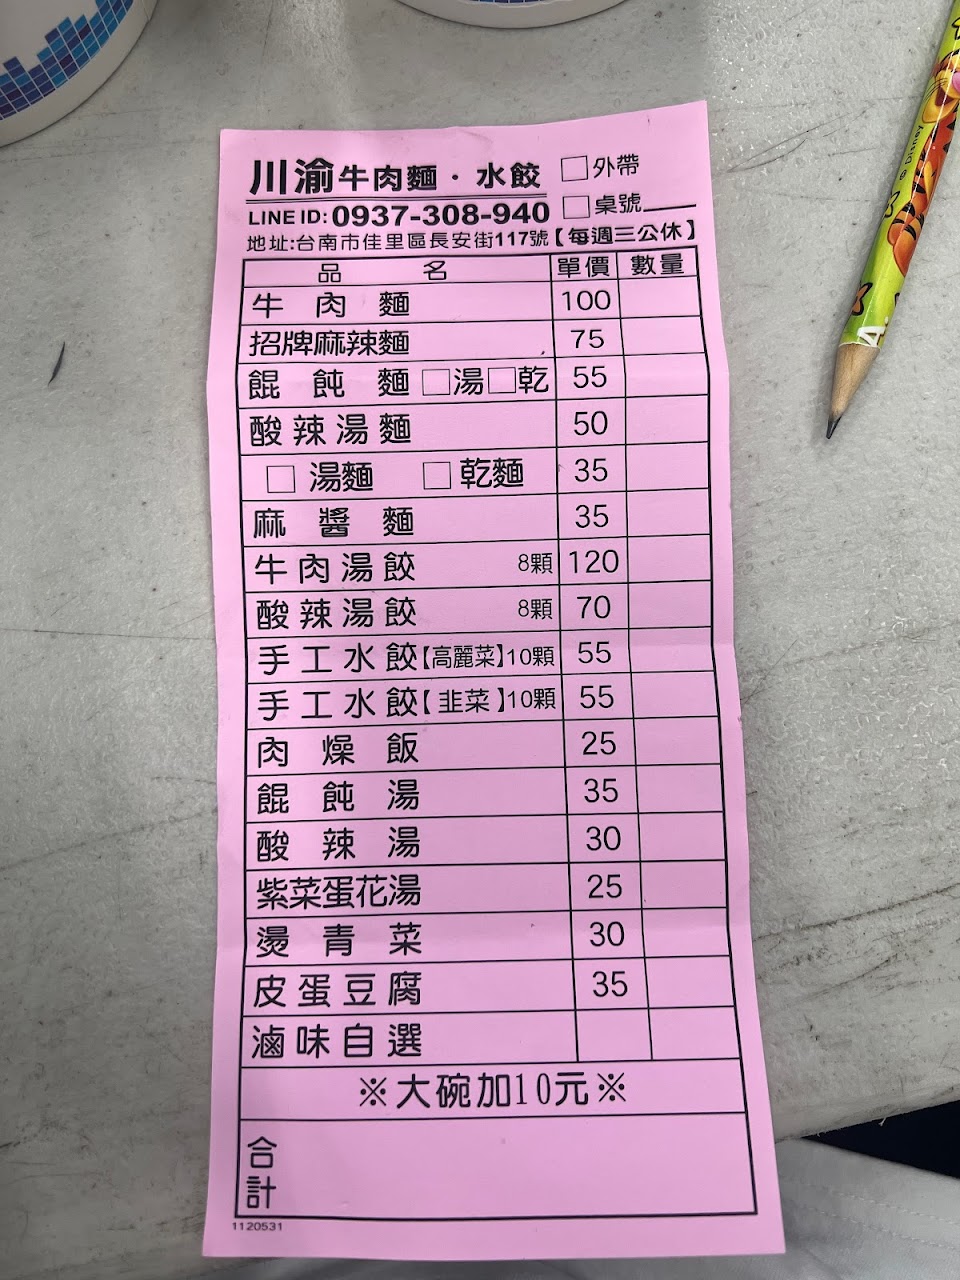 川渝牛肉麵．水餃 □外帶
LINE ID: 0937-308-940 □桌號____
地址:台南市佳里區長安街117號【每週三公休】
品名 單價 數量
牛肉麵 100
招牌麻辣麵 75
餛飩麵 □湯□乾 55
酸辣湯麵 50
□ 湯麵 □ 乾麵 35
麻醬麵 35
牛肉湯餃 8顆 120
酸辣湯餃 8顆 70
手工水餃【高麗菜】10顆 55
手工水餃【韭菜】10顆 55
肉燥飯 25
餛飩湯 35
酸辣湯 30
紫菜蛋花湯 25
燙青菜 30
皮蛋豆腐 35
滷味自選
※大碗加10元※
合計
1120531
© Disney